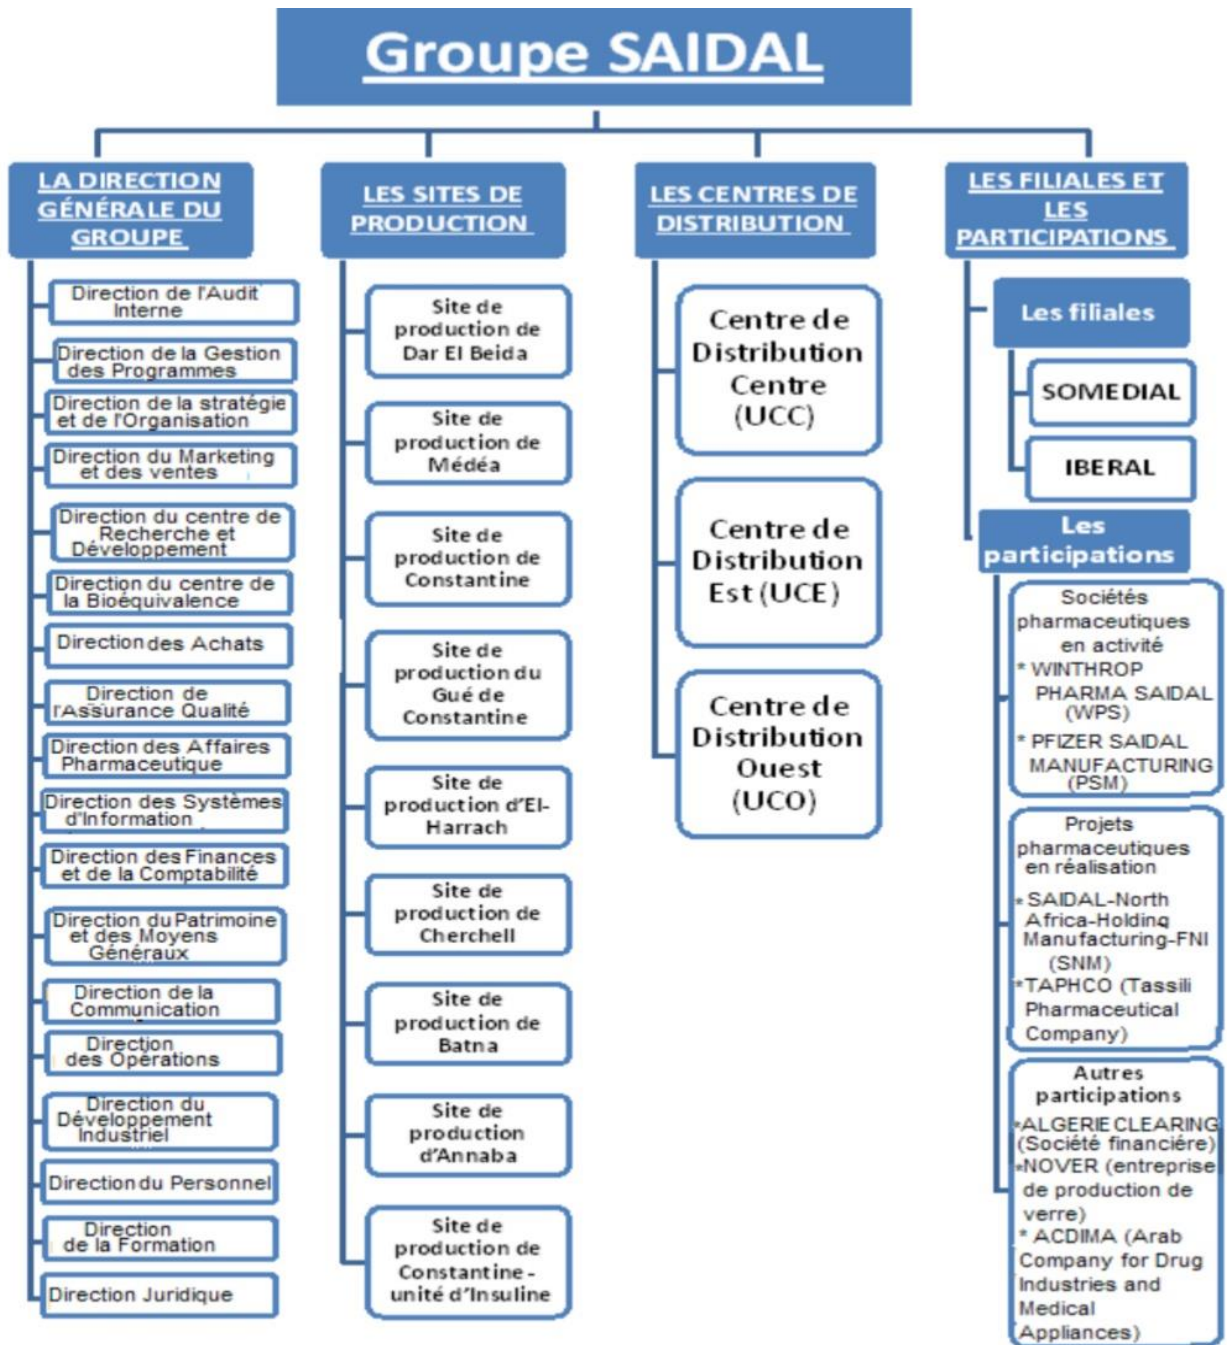 Groupe SAIDAL
LA DIRECTION
GÉNÉRALE DU
GROUPE
Direction de l'Audit
Interne
Direction de la Gestion
des Programmes
Direction de la stratégie
et de l'Organisation
Direction du Marketing
et des ventes
Direction du centre de
Recherche et
Développement
Direction du centre de
la Bioéquivalence
Direction des Achats
Direction de
l'Assurance Qualité
Direction des Affaires
Pharmaceutique
Direction des Systèmes
d'Information
Direction des Finances
et de la Comptabilité
Direction du Patrimoine
et des Moyens
Généraux
Direction de la
Communication
Direction
des Opérations
Direction du
Développement
Industriel
Direction du Personnel
Direction
de la Formation
Direction Juridique
LES SITES DE
PRODUCTION
Site de
production de
Dar El Beida
Site de
production de
Médéa
Site de
production de
Constantine
Site de
production du
Gué de
Constantine
Site de
production d'El-
Harrach
Site de
production de
Cherchell
Site de
production de
Batna
Site de
production
d'Annaba
Site de
production de
Constantine -
unité d'Insuline
LES CENTRES DE
DISTRIBUTION
Centre de
Distribution
Centre
(UCC)
Centre de
Distribution
Est (UCE)
Centre de
Distribution
Ouest
(UCO)
LES FILIALES ET
LES
PARTICIPATIONS
Les filiales
SOMEDIAL
IBERAL
Les
participations
Sociétés
pharmaceutiques
en activité
* WINTHROP
PHARMA SAIDAL
(WPS)
* PFIZER SAIDAL
MANUFACTURING
(PSM)
Projets
pharmaceutiques
en réalisation
* SAIDAL-North
Africa-Holding
Manufacturing-FNI
(SNM)
*TAPHCO (Tassili
Pharmaceutical
Company)
Autres
participations
*ALGERIE CLEARING
(Société financiére)
*NOVER (entreprise
de production de
verre)
* ACDIMA (Arab
Company for Drug
Industries and
Medical
Appliances)